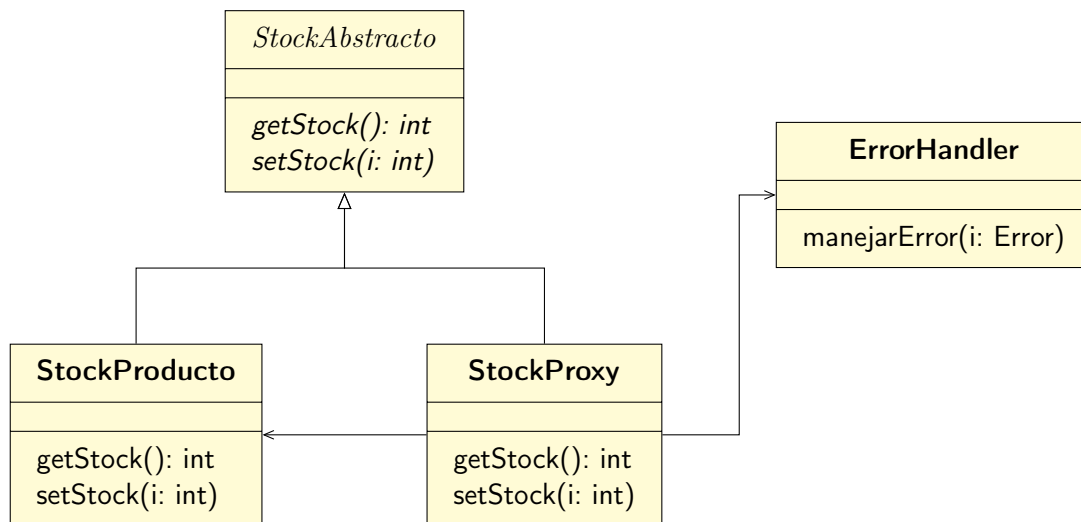 StockAbstracto
getStock(): int
setStock(i: int)
ErrorHandler
manejarError(i: Error)
StockProducto
getStock(): int
setStock(i: int)
StockProxy
getStock(): int
setStock(i: int)